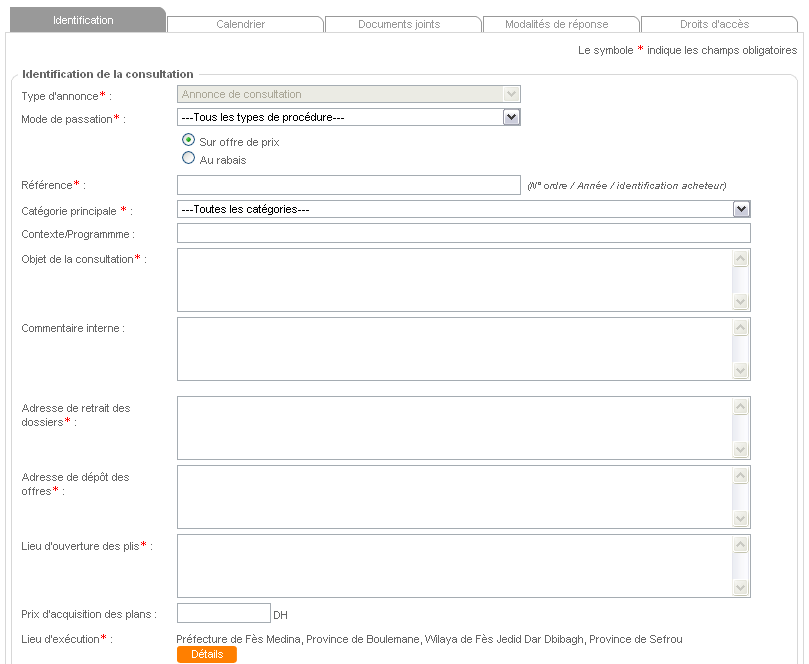 Identification Calendrier Documents joints Modalités de réponse Droits d'accès
Le symbole * indique les champs obligatoires
Identification de la consultation
Type d'annonce* : Annonce de consultation
Mode de passation* : ---Tous les types de procédure---
Sur offre de prix
Au rabais
Référence* : (N° ordre / Année / identification acheteur)
Catégorie principale * : ---Toutes les catégories---
Contexte/Programmme :
Objet de la consultation* :
Commentaire interne :
Adresse de retrait des
dossiers* :
Adresse de dépôt des
offres* :
Lieu d'ouverture des plis* :
Prix d'acquisition des plans : DH
Lieu d'exécution* : Préfecture de Fès Medina, Province de Boulemane, Wilaya de Fès Jedid Dar Dbibagh, Province de Sefrou
Détails